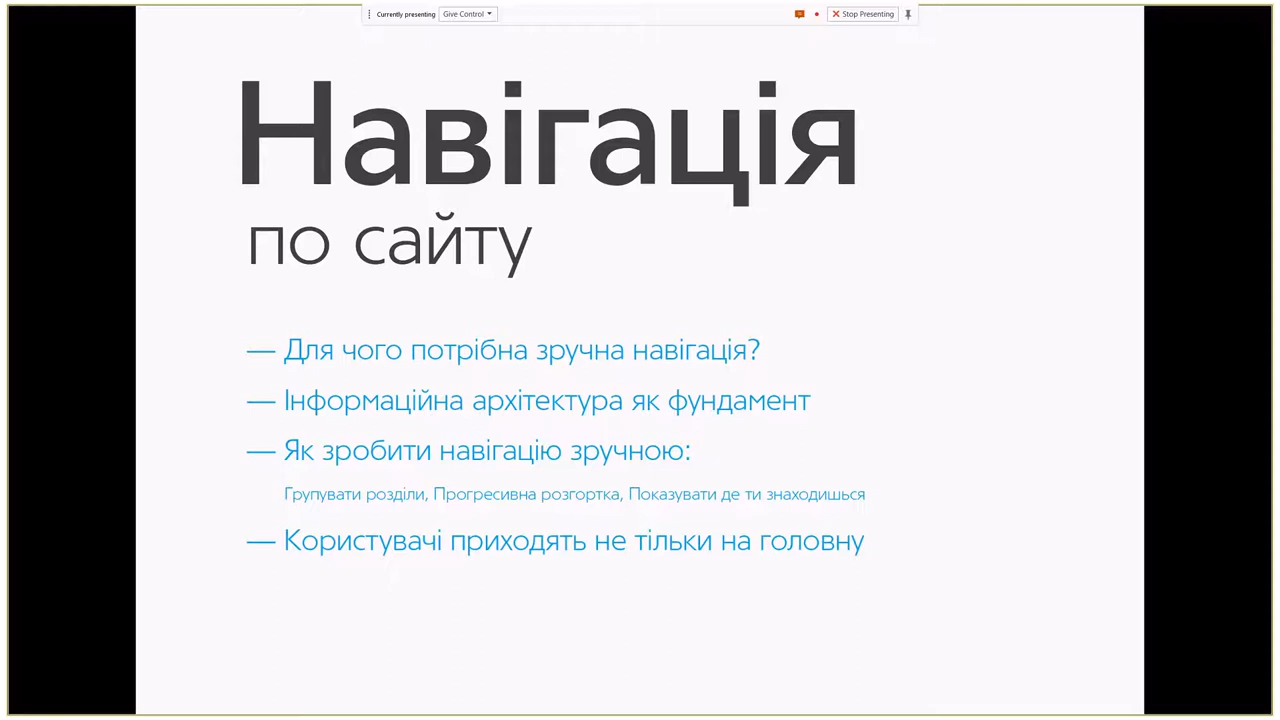 Currently presenting Give Control Stop Presenting
Навігація
по сайту
— Для чого потрібна зручна навігація?
— Інформаційна архітектура як фундамент
— Як зробити навігацію зручною:
Групувати розділи, Прогресивна розгортка, Показувати де ти знаходишься
— Користувачі приходять не тільки на головну